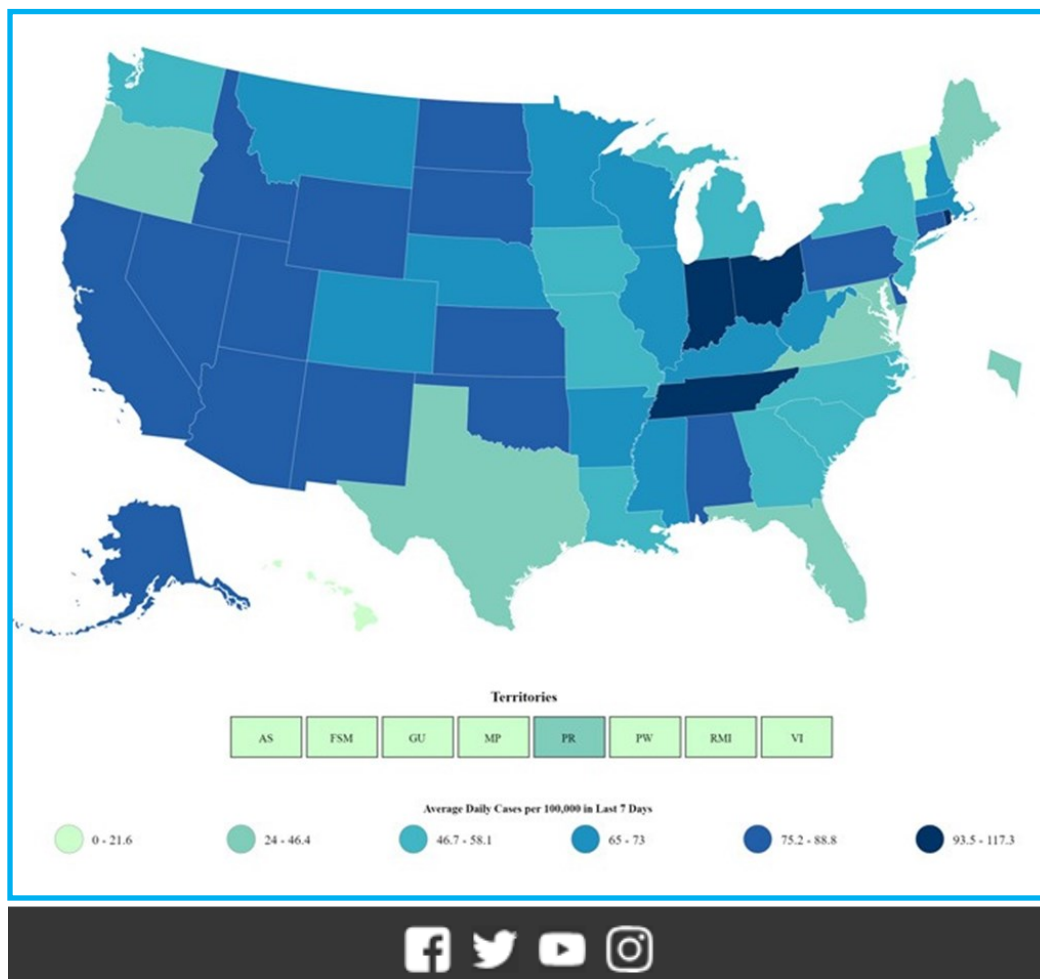 Territories
AS FSM GU MP PR PW RMI VI
Average Daily Cases per 100,000 in Last 7 Days
0 - 21.6 24 - 46.4 46.7 - 58.1 65 - 73 75.2 - 88.8 93.5 - 117.3